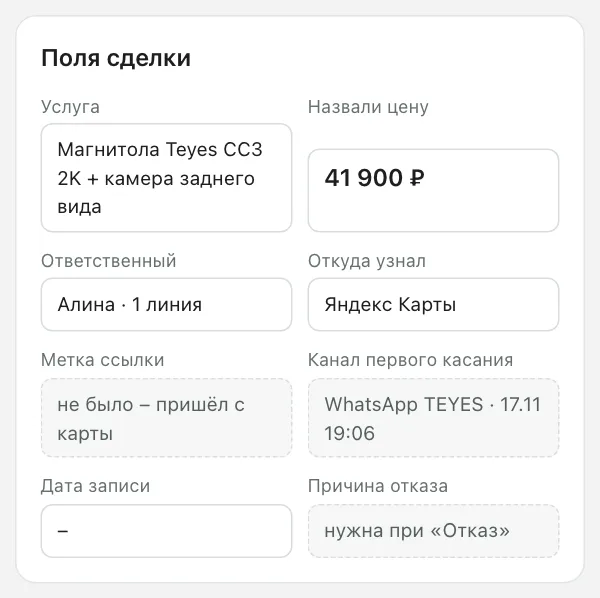 Поля сделки
Услуга
Магнитола Teyes CC3
2K + камера заднего
вида
Назвали цену
41 900 ₽
Ответственный
Алина · 1 линия
Откуда узнал
Яндекс Карты
Метка ссылки
не было – пришёл с
карты
Канал первого касания
WhatsApp TEYES · 17.11
19:06
Дата записи
–
Причина отказа
нужна при «Отказ»